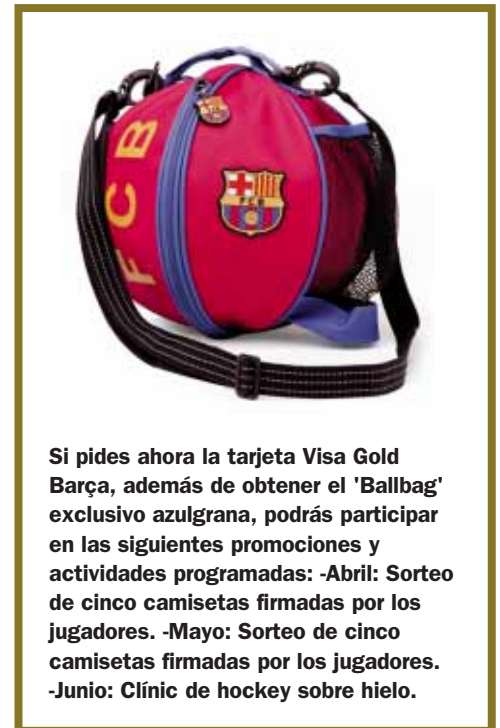 FCB
FCB
Si pides ahora la tarjeta Visa Gold
Barça, además de obtener el 'Ballbag'
exclusivo azulgrana, podrás participar
en las siguientes promociones y
actividades programadas: -Abril: Sorteo
de cinco camisetas firmadas por los
jugadores. -Mayo: Sorteo de cinco
camisetas firmadas por los jugadores.
-Junio: Clínic de hockey sobre hielo.